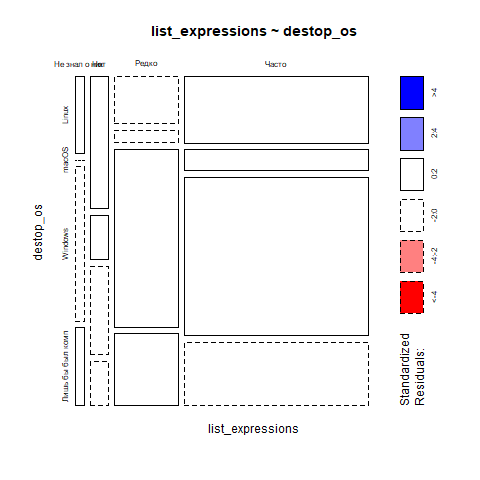 list_expressions ~ destop_os
Не знал о них
Нет
Редко
Часто
Linux
macOS
Windows
Лишь бы был комп
destop_os
list_expressions
>4
2:4
0:2
-2:0
-4:-2
<-4
Standardized
Residuals: